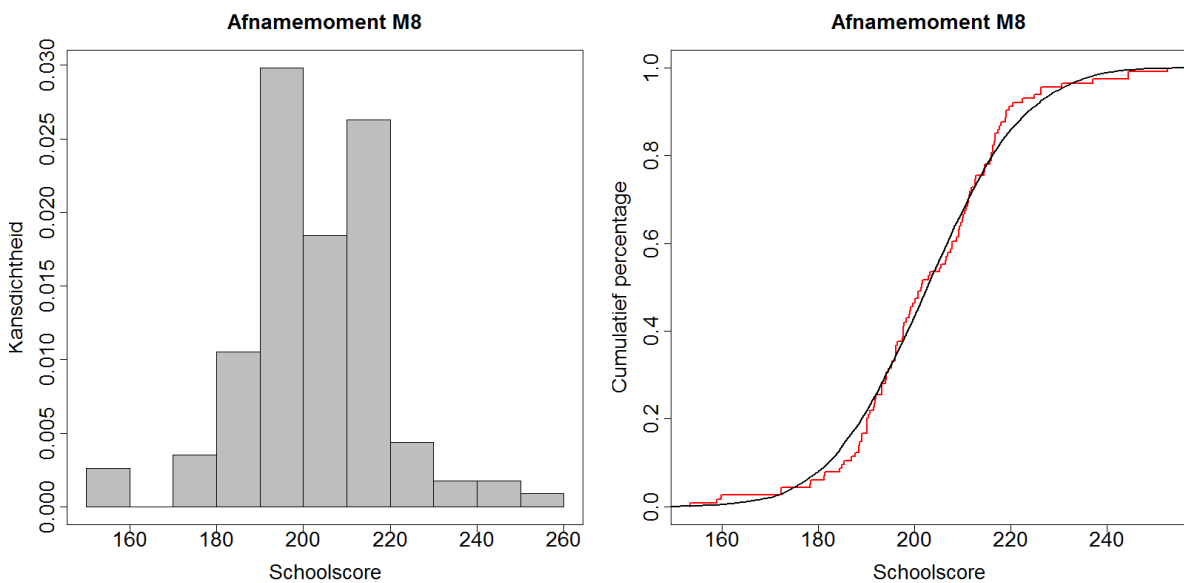 Afnamemoment M8
Kansdichtheid
0.030
0.025
0.020
0.015
0.010
0.005
0.000
160 180 200 220 240 260
Schoolscore
Afnamemoment M8
Cumulatief percentage
1.0
0.8
0.6
0.4
0.2
0.0
160 180 200 220 240
Schoolscore